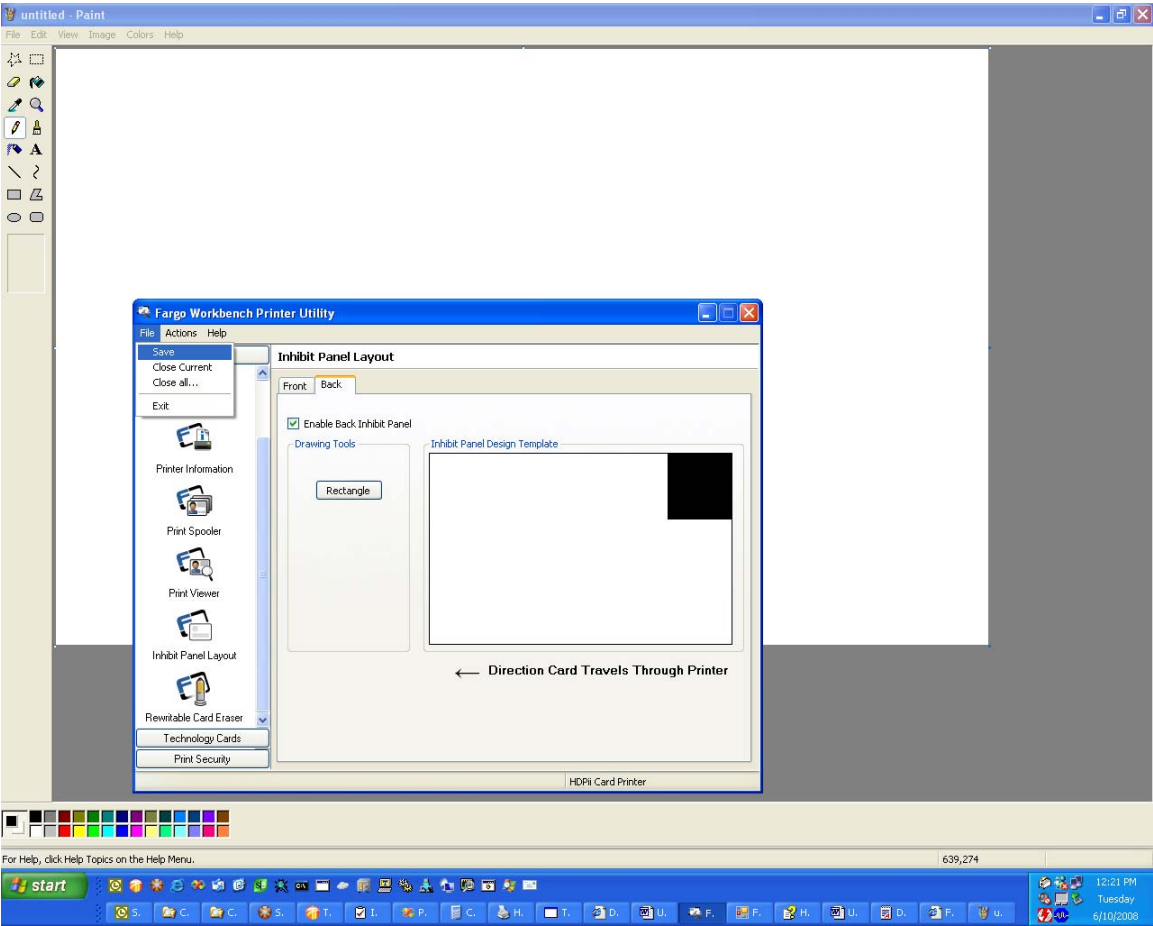 untitled - Paint
File Edit View Image Colors Help
A
Fargo Workbench Printer Utility
File Actions Help
Save
Close Current
Close all...
Exit
Printer Information
Print Spooler
Print Viewer
Inhibit Panel Layout
Rewritable Card Eraser
Technology Cards
Print Security
Inhibit Panel Layout
Front Back
Enable Back Inhibit Panel
Drawing Tools
Rectangle
Inhibit Panel Design Template
← Direction Card Travels Through Printer
HDPii Card Printer
For Help, click Help Topics on the Help Menu.
639,274
start
12:21 PM
Tuesday
6/10/2008
S. C. C. S. T. I. P. C. H. T. D. U. F. F. H. U. D. F. u.